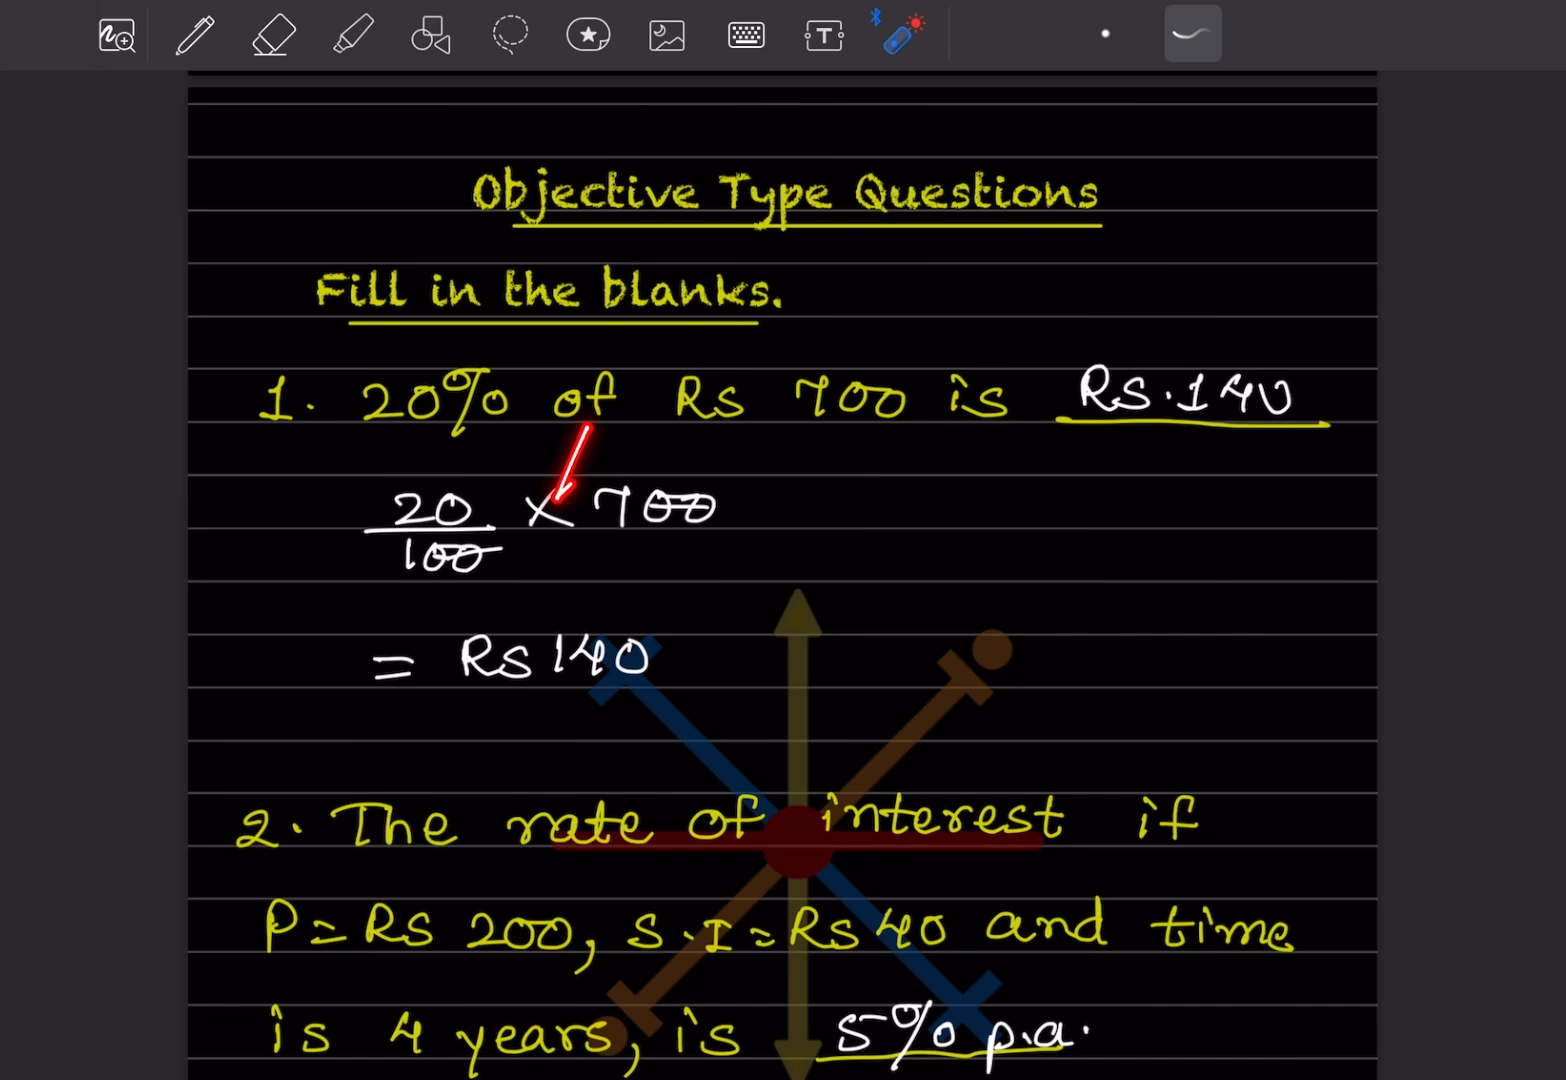 Objective Type Questions
Fill in the blanks.
1. 20% of Rs 700 is Rs.140
20/100 × 700
= Rs 140
2. The rate of interest if
P = Rs 200, S.I = Rs 40 and time
is 4 years, is 5% p.a.